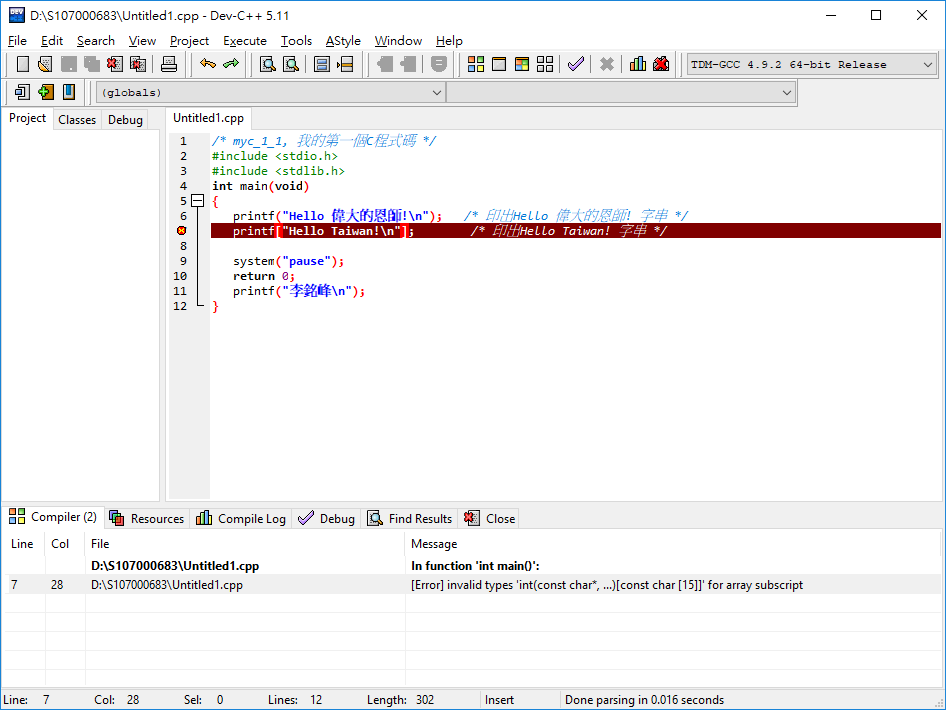 D:\S107000683\Untitled1.cpp - Dev-C++ 5.11
File Edit Search View Project Execute Tools AStyle Window Help
TDM-GCC 4.9.2 64-bit Release
(globals)
Project Classes Debug Untitled1.cpp
1 /* myc_1_1, 我的第一個C程式碼 */
2 #include <stdio.h>
3 #include <stdlib.h>
4 int main(void)
5 {
6 printf("Hello 偉大的恩師!\n"); /* 印出Hello 偉大的恩師! 字串 */
printf["Hello Taiwan!\n"]; /* 印出Hello Taiwan! 字串 */
8
9 system("pause");
10 return 0;
11 printf("李銘峰\n");
12 }
Compiler (2) Resources Compile Log Debug Find Results Close
Line Col File Message
D:\S107000683\Untitled1.cpp In function 'int main()':
7 28 D:\S107000683\Untitled1.cpp [Error] invalid types 'int(const char*, ...)[const char [15]]' for array subscript
Line: 7 Col: 28 Sel: 0 Lines: 12 Length: 302 Insert Done parsing in 0.016 seconds